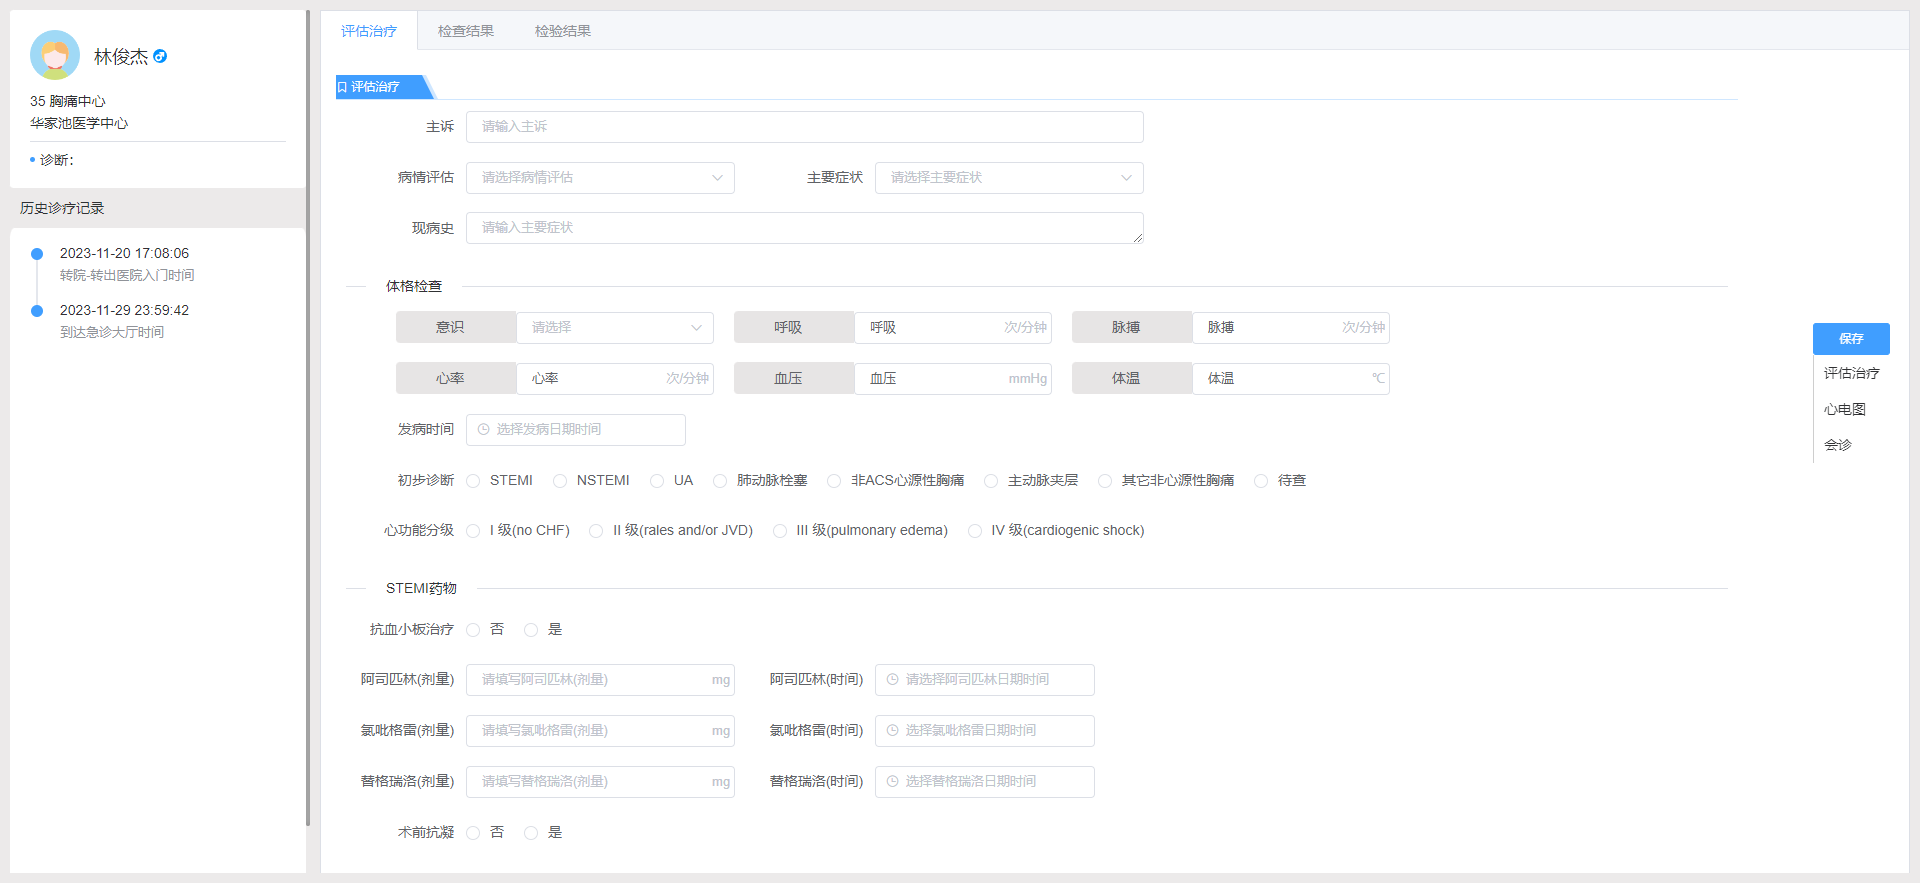 林俊杰
35 胸痛中心
华家池医学中心
诊断：
历史诊疗记录
2023-11-20 17:08:06
转院-转出医院入门时间
2023-11-29 23:59:42
到达急诊大厅时间
评估治疗 检查结果 检验结果
评估治疗
主诉 请输入主诉
病情评估 请选择病情评估 主要症状 请选择主要症状
现病史 请输入主要症状
体格检查
意识 请选择 呼吸 呼吸 次/分钟 脉搏 脉搏 次/分钟
心率 心率 次/分钟 血压 血压 mmHg 体温 体温 ℃
发病时间 选择发病日期时间
初步诊断 STEMI NSTEMI UA 肺动脉栓塞 非ACS心源性胸痛 主动脉夹层 其它非心源性胸痛 待查
心功能分级 I 级(no CHF) II 级(rales and/or JVD) III 级(pulmonary edema) IV 级(cardiogenic shock)
STEMI药物
抗血小板治疗 否 是
阿司匹林(剂量) 请填写阿司匹林(剂量) mg 阿司匹林(时间) 请选择阿司匹林日期时间
氯吡格雷(剂量) 请填写氯吡格雷(剂量) mg 氯吡格雷(时间) 选择氯吡格雷日期时间
替格瑞洛(剂量) 请填写替格瑞洛(剂量) mg 替格瑞洛(时间) 选择替格瑞洛日期时间
术前抗凝 否 是
保存
评估治疗
心电图
会诊